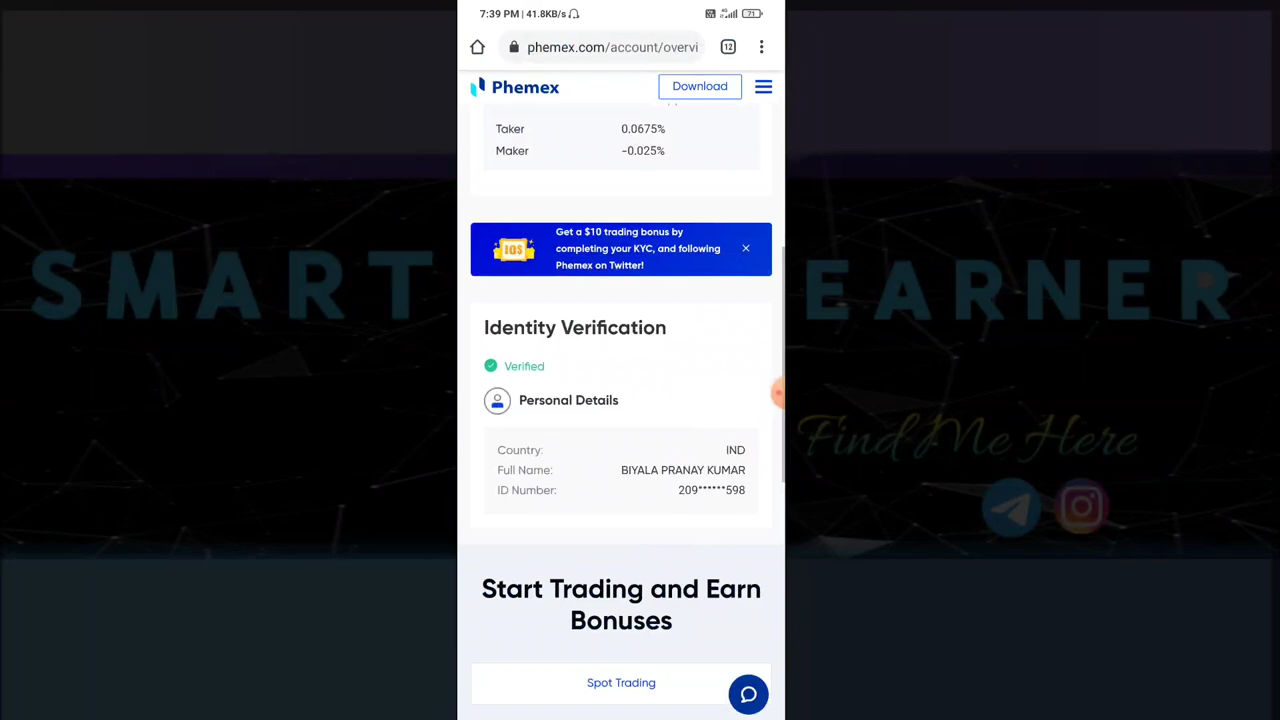 7:39 PM | 41.8KB/s
4G
71
phemex.com/account/overvi
12
Phemex
Download
Taker 0.0675%
Maker -0.025%
Get a $10 trading bonus by
completing your KYC, and following
Phemex on Twitter!
Identity Verification
Verified
Personal Details
Country: IND
Full Name: BIYALA PRANAY KUMAR
ID Number: 209******598
Start Trading and Earn
Bonuses
Spot Trading
SMART EARNER
Find Me Here